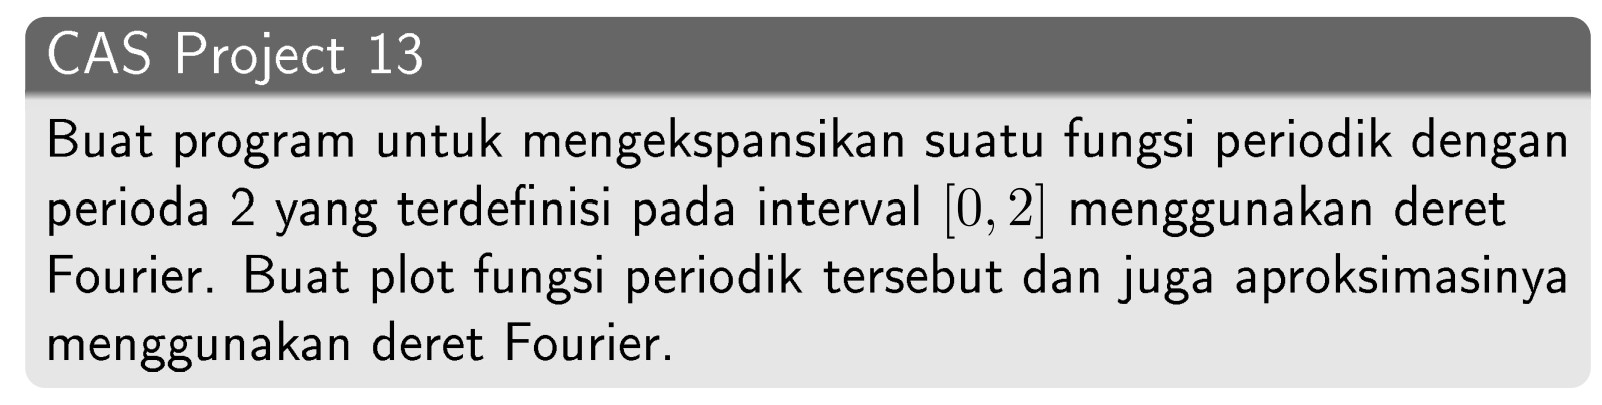 CAS Project 13
Buat program untuk mengekspansikan suatu fungsi periodik dengan
perioda 2 yang terdefinisi pada interval [0, 2] menggunakan deret
Fourier. Buat plot fungsi periodik tersebut dan juga aproksimasinya
menggunakan deret Fourier.